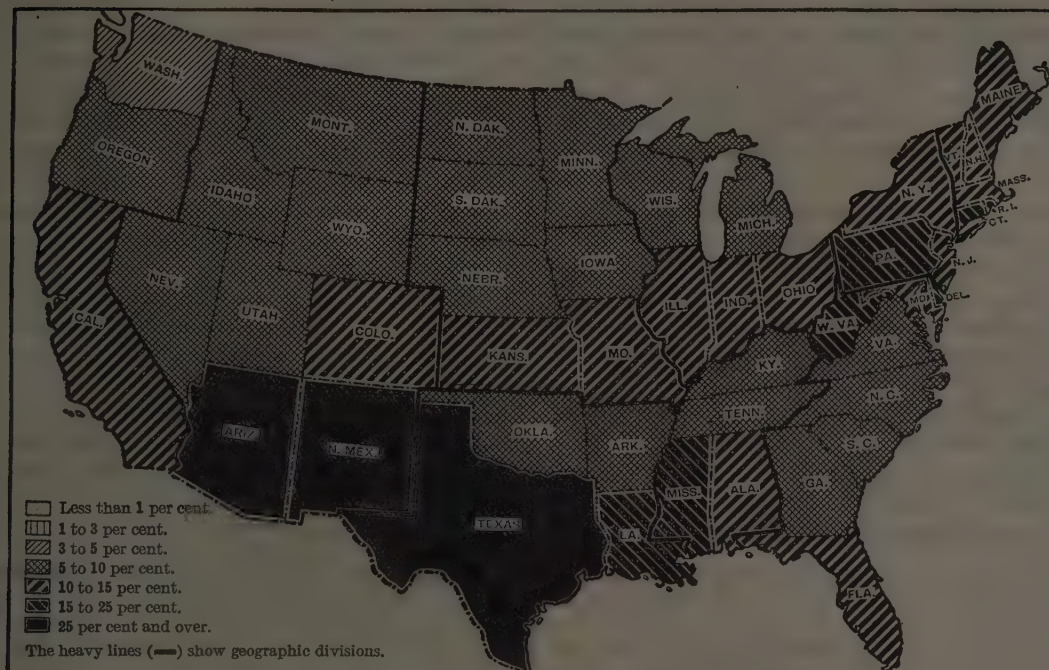 WASH.
MONT.
N. DAK.
MINN.
MAINE
OREGON
IDAHO
S. DAK.
WIS.
MICH.
N. Y.
VT.
N. H.
MASS.
R. I.
CT.
WYO.
NEV.
UTAH
NEBR.
IOWA
PA.
N. J.
CAL.
COLO.
KANS.
MO.
ILL.
IND.
OHIO
W. VA.
MD.
DEL.
VA.
KY.
N. C.
TENN.
ARIZ.
N. MEX.
OKLA.
ARK.
S. C.
MISS.
ALA.
GA.
TEXAS
LA.
FLA.
Less than 1 per cent.
1 to 3 per cent.
3 to 5 per cent.
5 to 10 per cent.
10 to 15 per cent.
15 to 25 per cent.
25 per cent and over.
The heavy lines (▬) show geographic divisions.